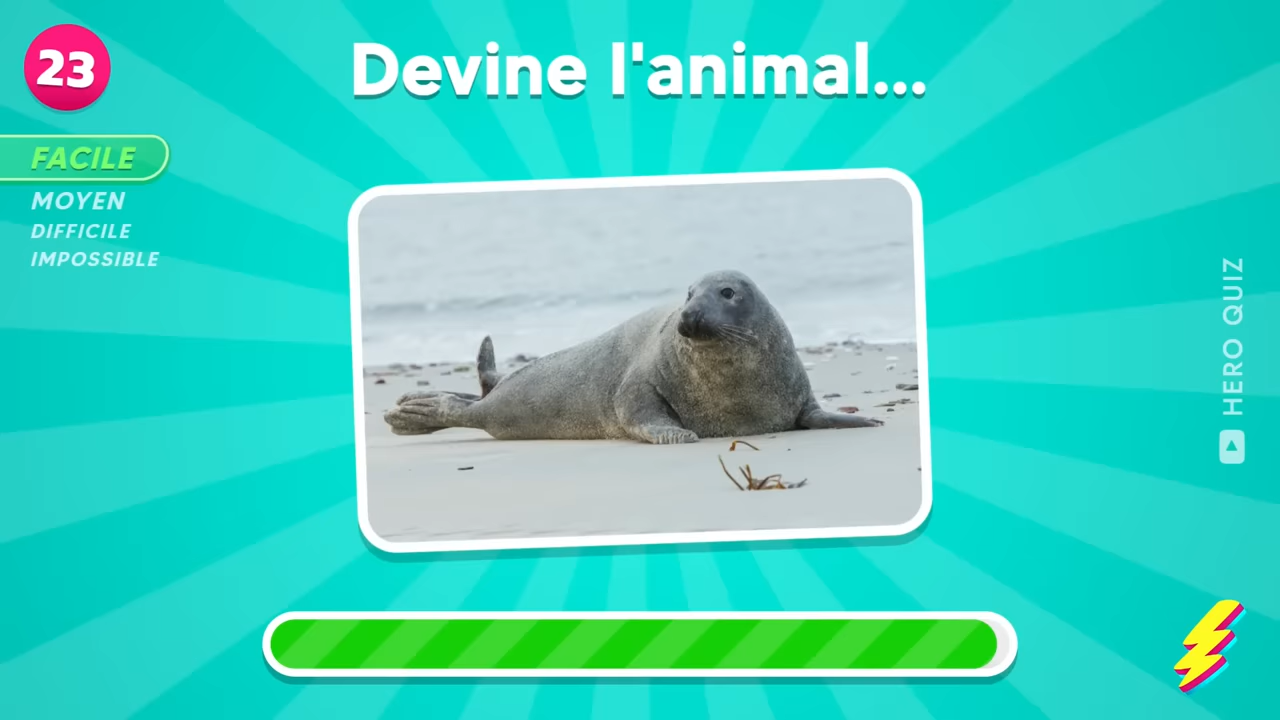 23
Devine l'animal...
FACILE
MOYEN
DIFFICILE
IMPOSSIBLE
HERO QUIZ